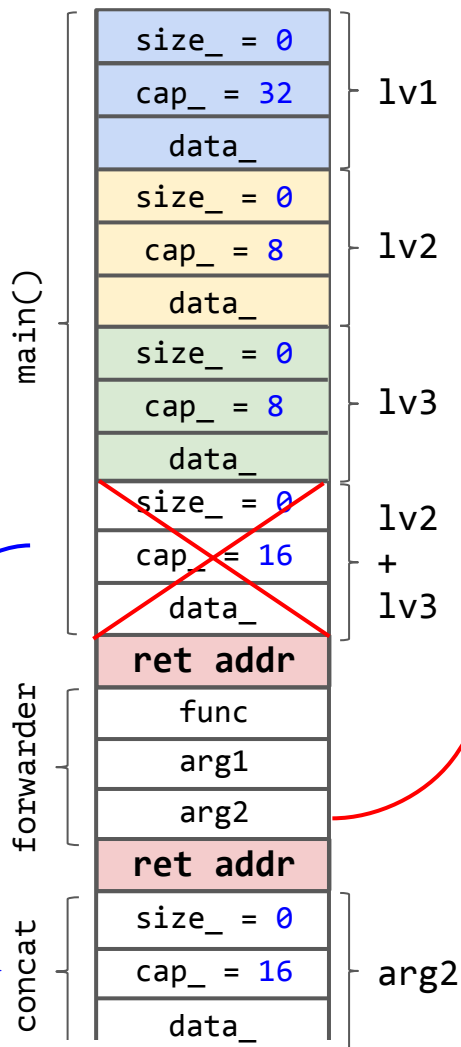 main()
size_ = 0
cap_ = 32
data_
lv1
size_ = 0
cap_ = 8
data_
lv2
size_ = 0
cap_ = 8
data_
lv3
size_ = 0
cap_ = 16
data_
lv2
+
lv3
ret addr
forwarder
func
arg1
arg2
ret addr
concat
size_ = 0
cap_ = 16
data_
arg2